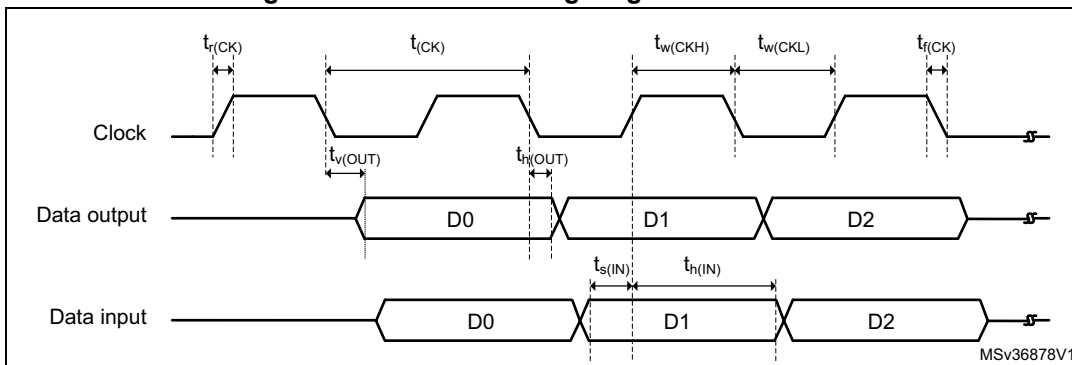 t_r(CK) t_(CK) t_w(CKH) t_w(CKL) t_f(CK)
Clock
t_v(OUT) t_h(OUT)
Data output D0 D1 D2
t_s(IN) t_h(IN)
Data input D0 D1 D2
MSv36878V1